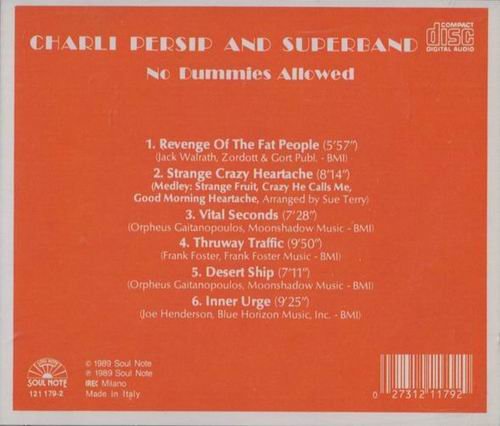 CHARLI PERSIP AND SUPERBAND
COMPACT
disc
DIGITAL AUDIO
No Dummies Allowed
1. Revenge Of The Fat People (5'57")
(Jack Walrath, Zordott & Gort Publ. - BMI)
2. Strange Crazy Heartache (8'14")
(Medley: Strange Fruit, Crazy He Calls Me,
Good Morning Heartache, Arranged by Sue Terry)
3. Vital Seconds (7'28")
(Orpheus Gaitanopoulos, Moonshadow Music - BMI)
4. Thruway Traffic (9'50")
(Frank Foster, Frank Foster Music - BMI)
5. Desert Ship (7'11")
(Orpheus Gaitanopoulos, Moonshadow Music - BMI)
6. Inner Urge (9'25")
(Joe Henderson, Blue Horizon Music, Inc. - BMI)
SOUL NOTE
121 179-2
© 1989 Soul Note
℗ 1989 Soul Note
IREC Milano
Made in Italy
0 27312 11792